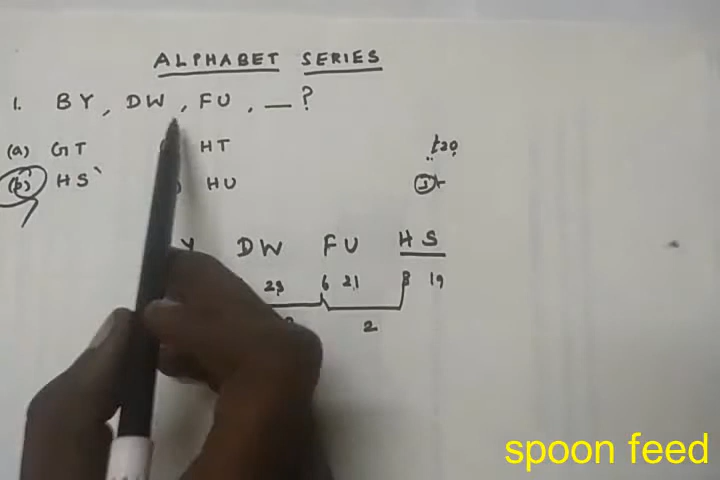 ALPHABET SERIES
1. BY, DW, FU, __ ?
(a) GT HT
(b) HS HU
Y DW FU HS
23 6 21 8 19
2
spoon feed